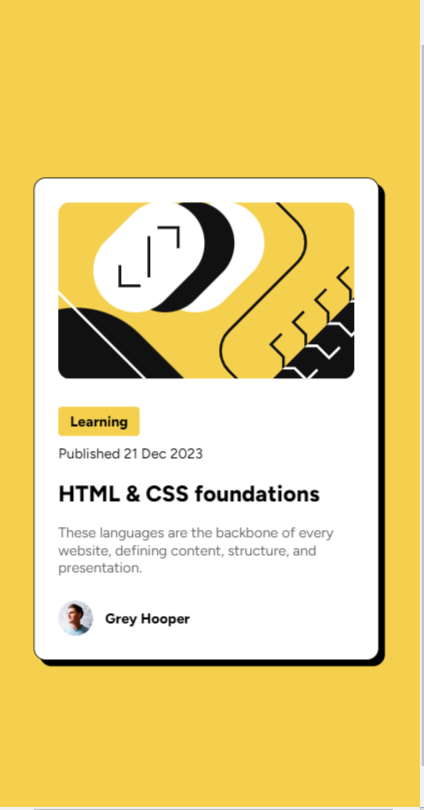 Learning
Published 21 Dec 2023
HTML & CSS foundations
These languages are the backbone of every
website, defining content, structure, and
presentation.
Grey Hooper